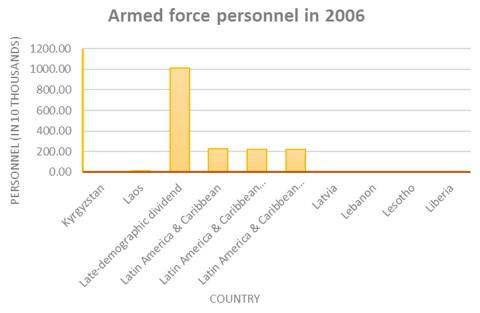 Armed force personnel in 2006
PERSONNEL (IN 10 THOUSANDS)
1200.00
1000.00
800.00
600.00
400.00
200.00
0.00
Kyrgyzstan
Laos
Late-demographic dividend
Latin America & Caribbean
Latin America & Caribbean...
Latin America & Caribbean...
Latvia
Lebanon
Lesotho
Liberia
COUNTRY